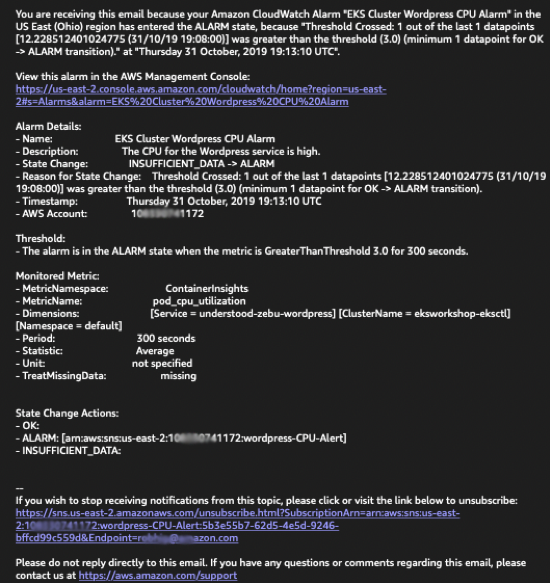 You are receiving this email because your Amazon CloudWatch Alarm "EKS Cluster Wordpress CPU Alarm" in the
US East (Ohio) region has entered the ALARM state, because "Threshold Crossed: 1 out of the last 1 datapoints
[12.228512401024775 (31/10/19 19:08:00)] was greater than the threshold (3.0) (minimum 1 datapoint for OK
-> ALARM transition)." at "Thursday 31 October, 2019 19:13:10 UTC".
View this alarm in the AWS Management Console:
https://us-east-2.console.aws.amazon.com/cloudwatch/home?region=us-east-
2#s=Alarms&alarm=EKS%20Cluster%20Wordpress%20CPU%20Alarm
Alarm Details:
- Name: EKS Cluster Wordpress CPU Alarm
- Description: The CPU for the Wordpress service is high.
- State Change: INSUFFICIENT_DATA -> ALARM
- Reason for State Change: Threshold Crossed: 1 out of the last 1 datapoints [12.228512401024775 (31/10/19
19:08:00)] was greater than the threshold (3.0) (minimum 1 datapoint for OK -> ALARM transition).
- Timestamp: Thursday 31 October, 2019 19:13:10 UTC
- AWS Account: 1172
Threshold:
- The alarm is in the ALARM state when the metric is GreaterThanThreshold 3.0 for 300 seconds.
Monitored Metric:
- MetricNamespace: ContainerInsights
- MetricName: pod_cpu_utilization
- Dimensions: [Service = understood-zebu-wordpress] [ClusterName = eksworkshop-eksctl]
[Namespace = default]
- Period: 300 seconds
- Statistic: Average
- Unit: not specified
- TreatMissingData: missing
State Change Actions:
- OK:
- ALARM: [arn:aws:sns:us-east-2:10 41172:wordpress-CPU-Alert]
- INSUFFICIENT_DATA:
--
If you wish to stop receiving notifications from this topic, please click or visit the link below to unsubscribe:
https://sns.us-east-2.amazonaws.com/unsubscribe.html?SubscriptionArn=arn:aws:sns:us-east-
2:10 2:wordpress-CPU-Alert:5b3e55b7-62d5-4e5d-9246-
bffcd99c559d&Endpoint= azon.com
Please do not reply directly to this email. If you have any questions or comments regarding this email, please
contact us at https://aws.amazon.com/support